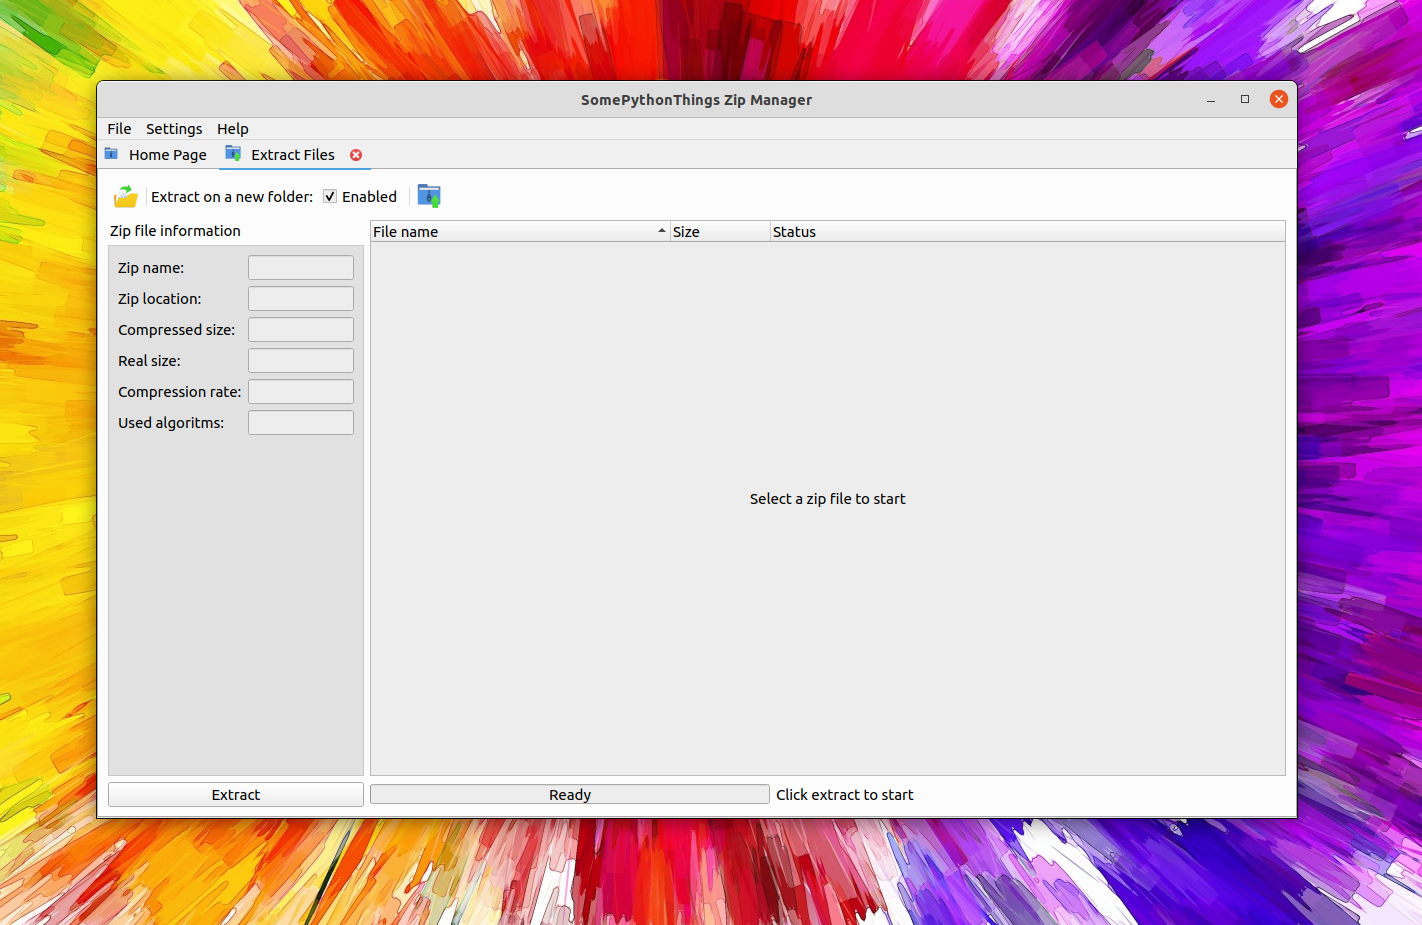 SomePythonThings Zip Manager
File Settings Help
Home Page Extract Files
Extract on a new folder: Enabled
Zip file information
File name Size Status
Zip name:
Zip location:
Compressed size:
Real size:
Compression rate:
Used algoritms:
Select a zip file to start
Extract Ready Click extract to start